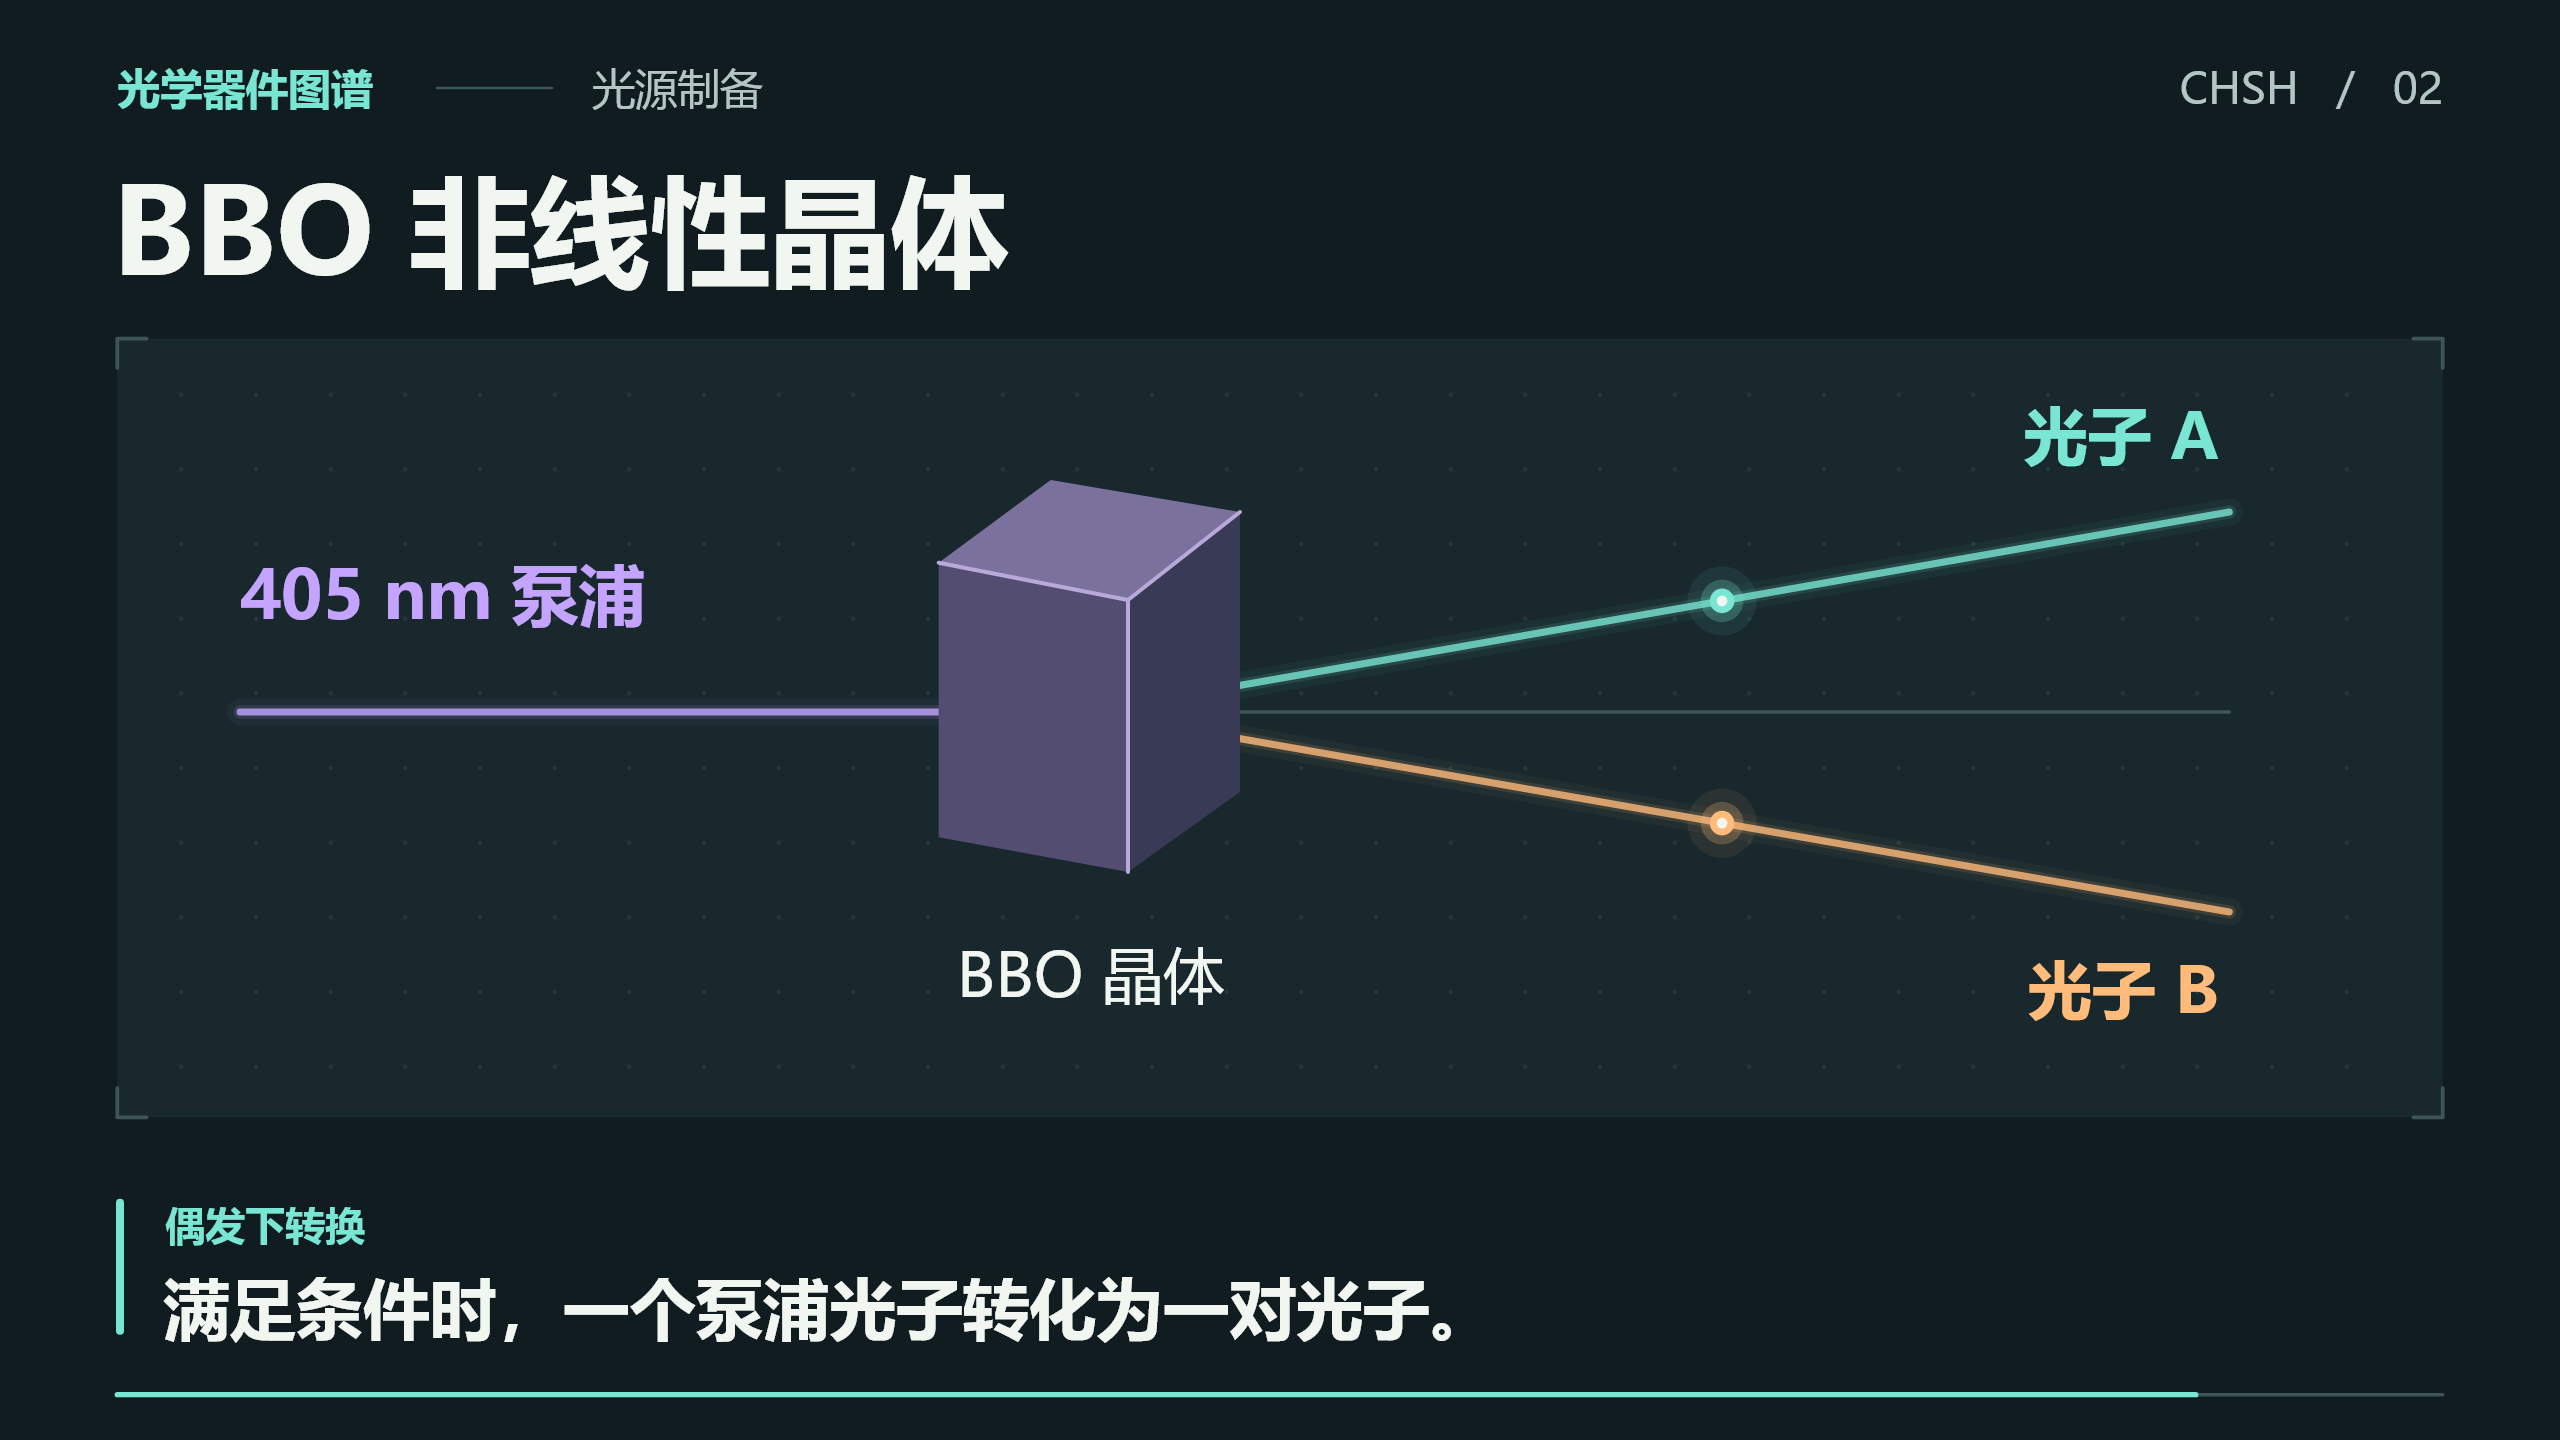 光学器件图谱 光源制备 CHSH / 02
BBO 非线性晶体
光子 A
405 nm 泵浦
BBO 晶体
光子 B
偶发下转换
满足条件时，一个泵浦光子转化为一对光子。